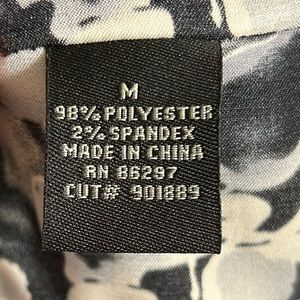 M
98% POLYESTER
2% SPANDEX
MADE IN CHINA
RN 86297
CUT# 901889